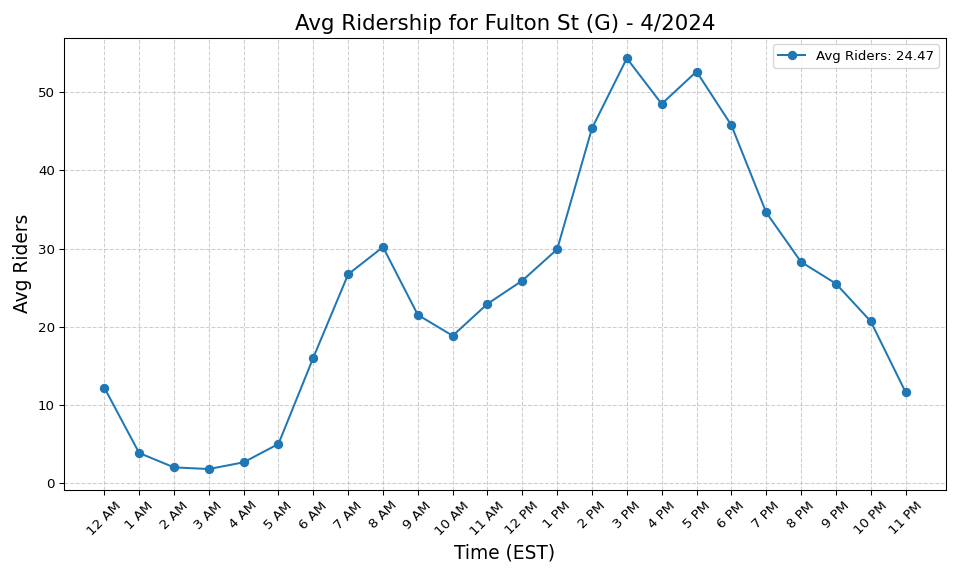 Avg Ridership for Fulton St (G) - 4/2024
Avg Riders: 24.47
Avg Riders
50
40
30
20
10
0
12 AM
1 AM
2 AM
3 AM
4 AM
5 AM
6 AM
7 AM
8 AM
9 AM
10 AM
11 AM
12 PM
1 PM
2 PM
3 PM
4 PM
5 PM
6 PM
7 PM
8 PM
9 PM
10 PM
11 PM
Time (EST)